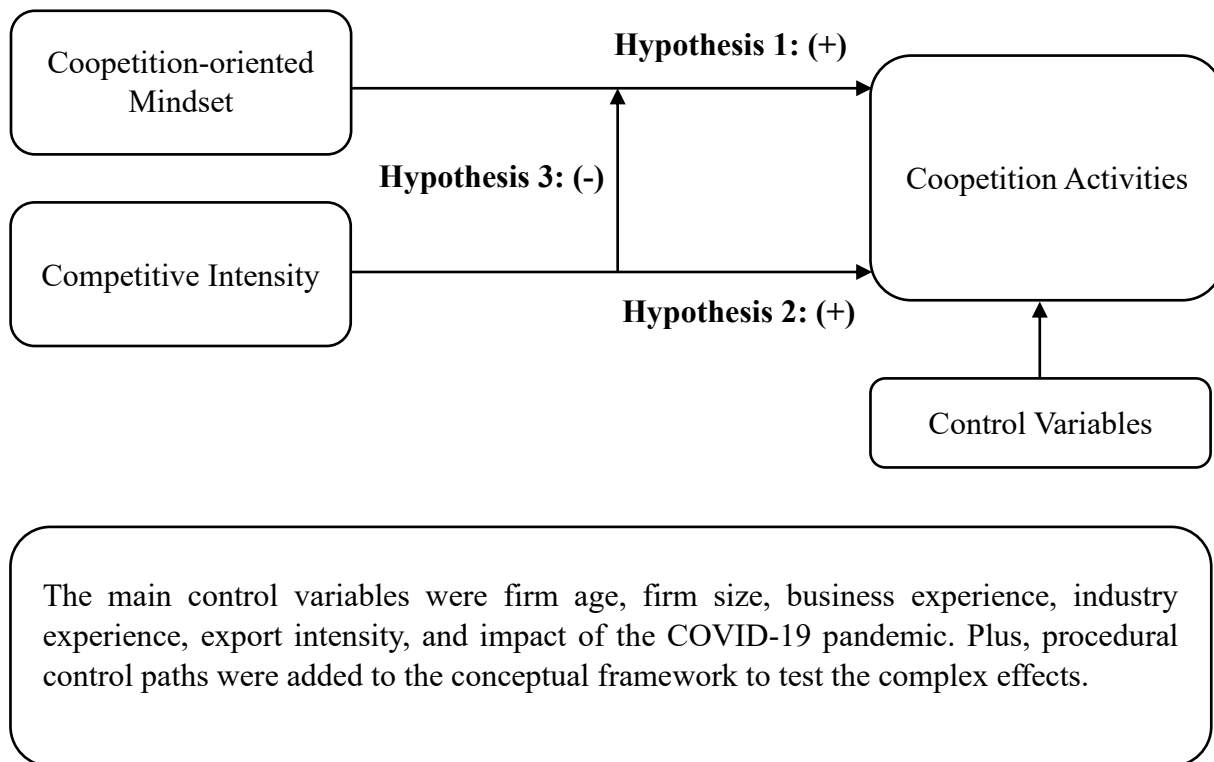 Hypothesis 1: (+)
Coopetition-oriented
Mindset
Hypothesis 3: (-)
Coopetition Activities
Competitive Intensity
Hypothesis 2: (+)
Control Variables
The main control variables were firm age, firm size, business experience, industry
experience, export intensity, and impact of the COVID-19 pandemic. Plus, procedural
control paths were added to the conceptual framework to test the complex effects.